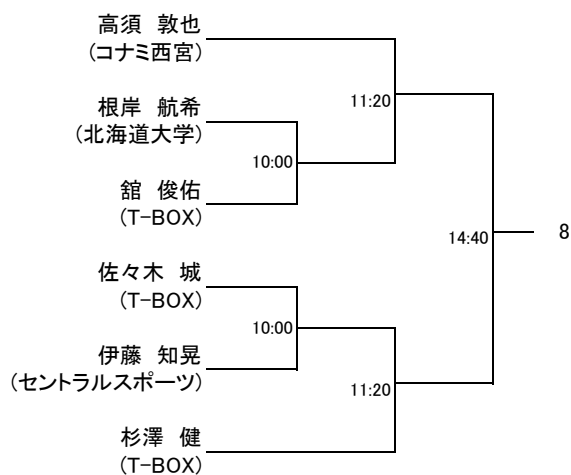 高須　敦也
(コナミ西宮)
11:20
根岸　航希
(北海道大学)
10:00
舘　俊佑
(T-BOX)
14:40
8
佐々木　城
(T-BOX)
10:00
伊藤　知晃
(セントラルスポーツ)
11:20
杉澤　健
(T-BOX)